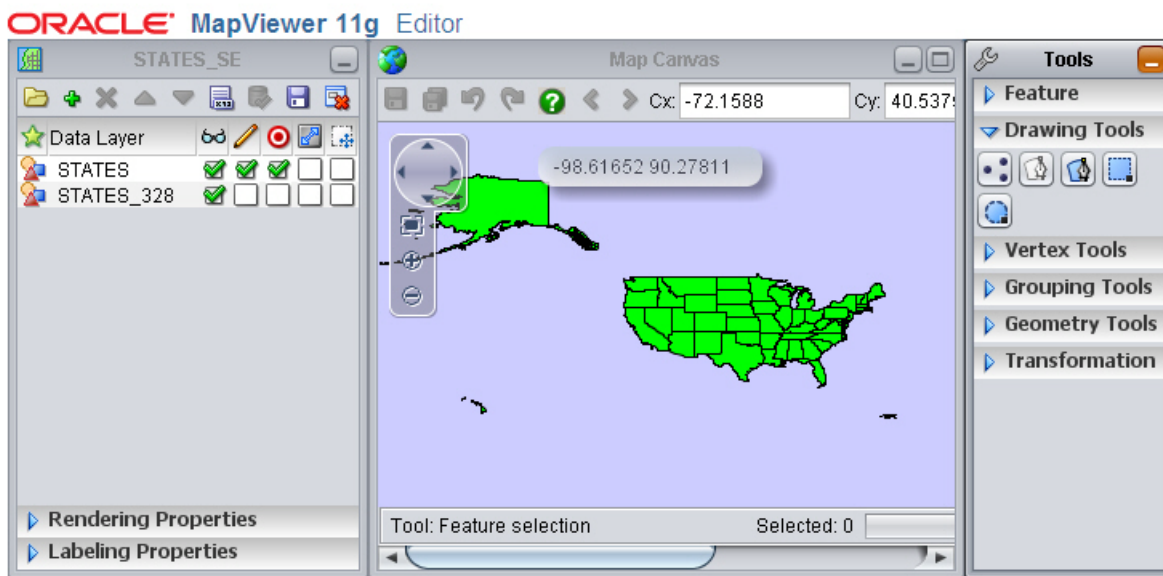 ORACLE MapViewer 11g Editor
STATES_SE
Data Layer
STATES
STATES_328
Rendering Properties
Labeling Properties
Map Canvas
Cx: -72.1588 Cy: 40.537
-98.61652 90.27811
Tool: Feature selection Selected: 0
Tools
Feature
Drawing Tools
Vertex Tools
Grouping Tools
Geometry Tools
Transformation